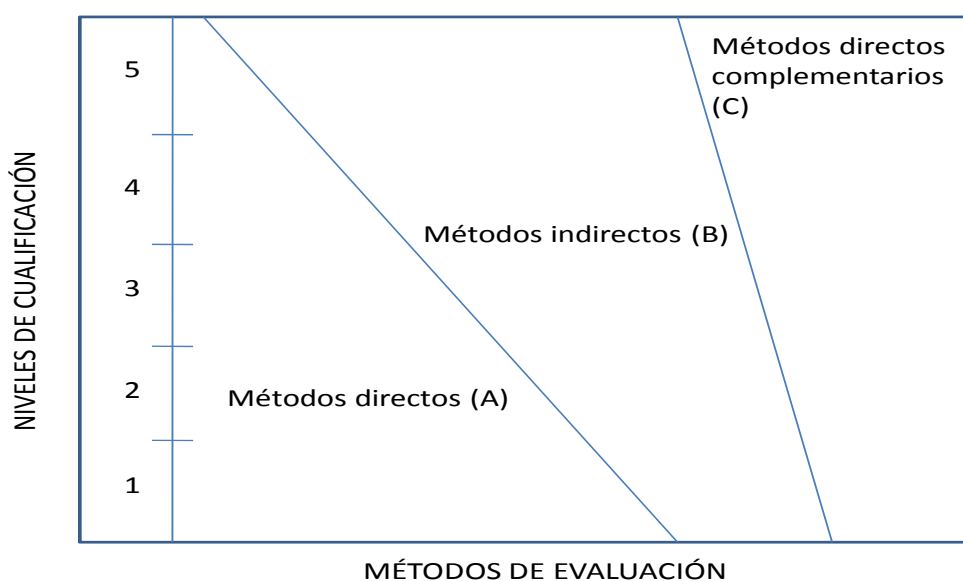 NIVELES DE CUALIFICACIÓN
5
4
3
2
1
Métodos directos
complementarios
(C)
Métodos indirectos (B)
Métodos directos (A)
MÉTODOS DE EVALUACIÓN